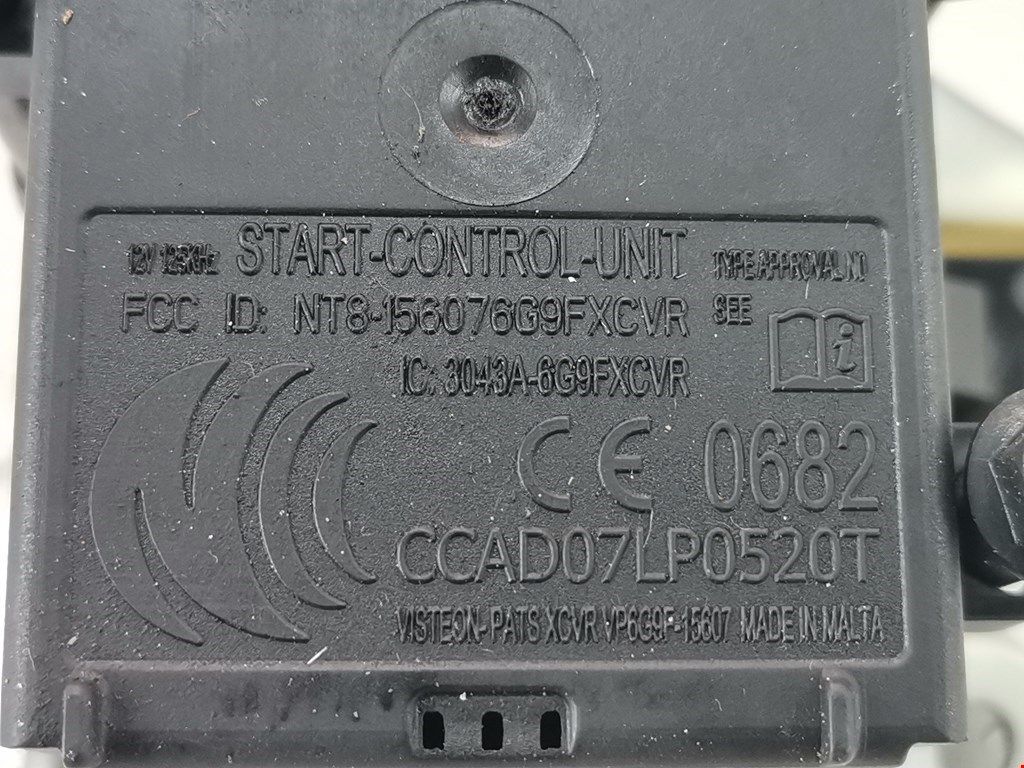 12V 125KHz START-CONTROL-UNIT TYPE APPROVAL NO
FCC ID: NT8-156076G9FXCVR SEE
IC: 3043A-6G9FXCVR
i
CE 0682
CCAD07LP0520T
VISTEON-PATS XCVR VP6G9F-15607 MADE IN MALTA